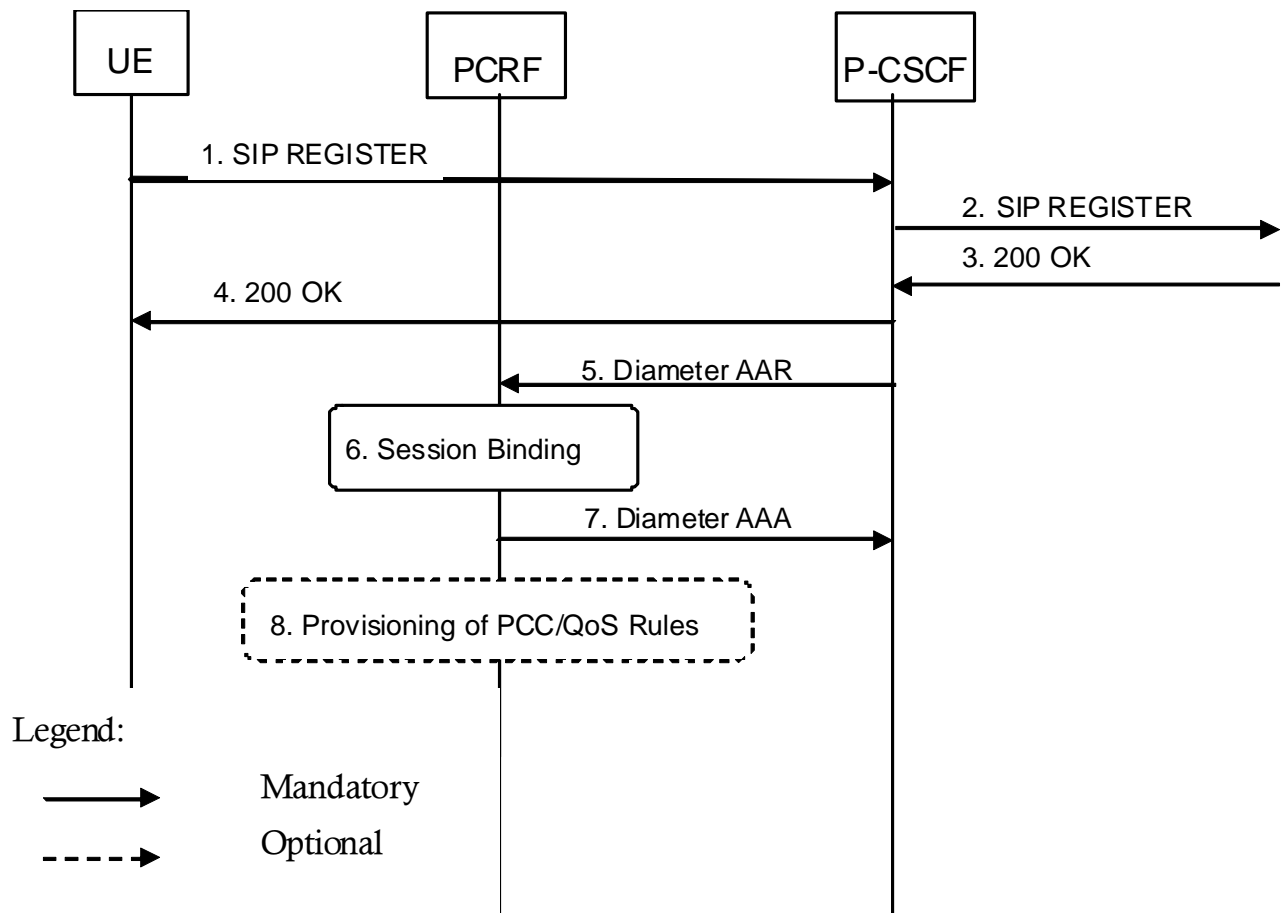 UE
PCRF
P-CSCF
1. SIP REGISTER
2. SIP REGISTER
3. 200 OK
4. 200 OK
5. Diameter AAR
6. Session Binding
7. Diameter AAA
8. Provisioning of PCC/QoS Rules
Legend:
Mandatory
Optional